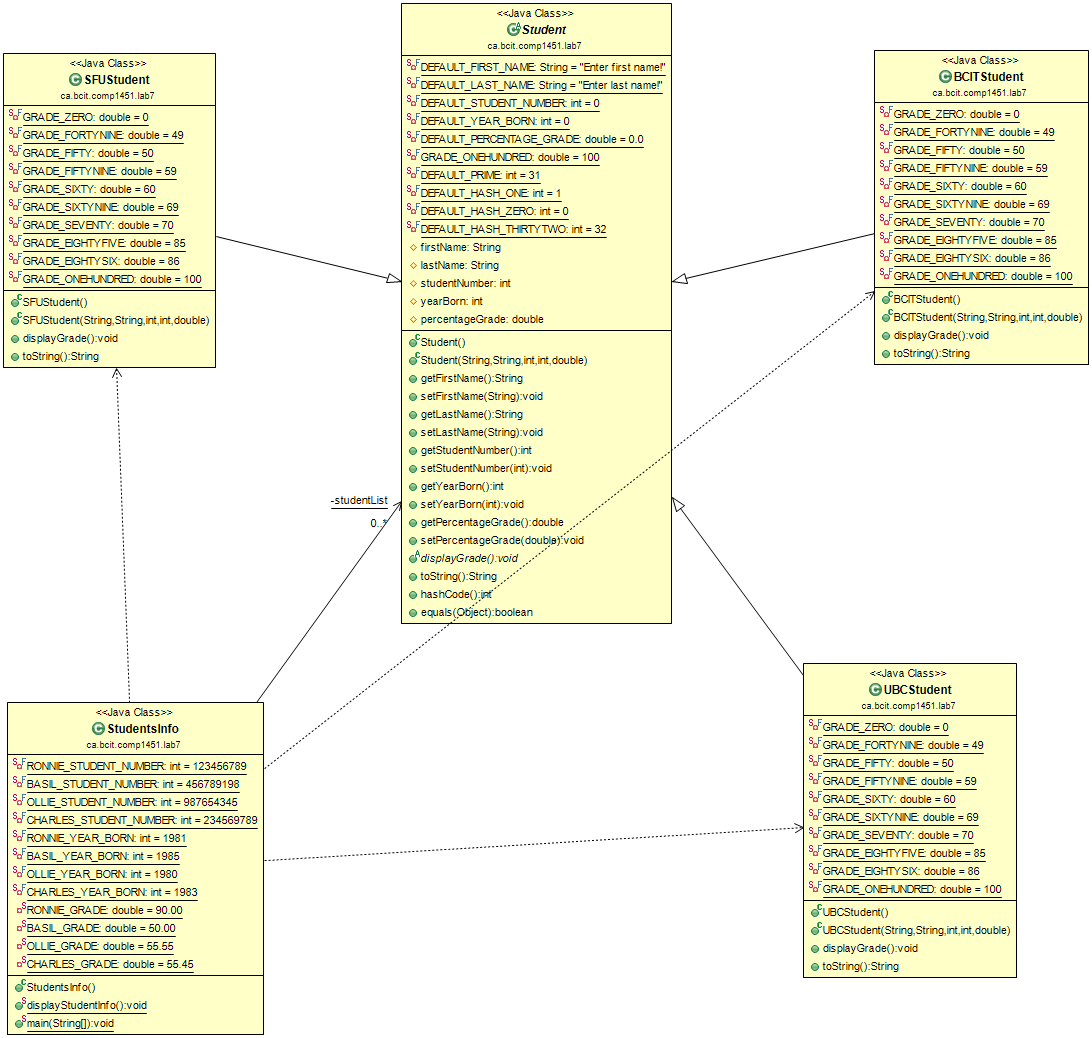 <<Java Class>>
Student
ca.bcit.comp1451.lab7
DEFAULT_FIRST_NAME: String = "Enter first name!"
DEFAULT_LAST_NAME: String = "Enter last name!"
DEFAULT_STUDENT_NUMBER: int = 0
DEFAULT_YEAR_BORN: int = 0
DEFAULT_PERCENTAGE_GRADE: double = 0.0
GRADE_ONEHUNDRED: double = 100
DEFAULT_PRIME: int = 31
DEFAULT_HASH_ONE: int = 1
DEFAULT_HASH_ZERO: int = 0
DEFAULT_HASH_THIRTYTWO: int = 32
firstName: String
lastName: String
studentNumber: int
yearBorn: int
percentageGrade: double
Student()
Student(String,String,int,int,double)
getFirstName():String
setFirstName(String):void
getLastName():String
setLastName(String):void
getStudentNumber():int
setStudentNumber(int):void
getYearBorn():int
setYearBorn(int):void
getPercentageGrade():double
setPercentageGrade(double):void
displayGrade():void
toString():String
hashCode():int
equals(Object):boolean
<<Java Class>>
SFUStudent
ca.bcit.comp1451.lab7
GRADE_ZERO: double = 0
GRADE_FORTYNINE: double = 49
GRADE_FIFTY: double = 50
GRADE_FIFTYNINE: double = 59
GRADE_SIXTY: double = 60
GRADE_SIXTYNINE: double = 69
GRADE_SEVENTY: double = 70
GRADE_EIGHTYFIVE: double = 85
GRADE_EIGHTYSIX: double = 86
GRADE_ONEHUNDRED: double = 100
SFUStudent()
SFUStudent(String,String,int,int,double)
displayGrade():void
toString():String
<<Java Class>>
BCITStudent
ca.bcit.comp1451.lab7
GRADE_ZERO: double = 0
GRADE_FORTYNINE: double = 49
GRADE_FIFTY: double = 50
GRADE_FIFTYNINE: double = 59
GRADE_SIXTY: double = 60
GRADE_SIXTYNINE: double = 69
GRADE_SEVENTY: double = 70
GRADE_EIGHTYFIVE: double = 85
GRADE_EIGHTYSIX: double = 86
GRADE_ONEHUNDRED: double = 100
BCITStudent()
BCITStudent(String,String,int,int,double)
displayGrade():void
toString():String
-studentList
0..*
<<Java Class>>
StudentsInfo
ca.bcit.comp1451.lab7
RONNIE_STUDENT_NUMBER: int = 123456789
BASIL_STUDENT_NUMBER: int = 456789198
OLLIE_STUDENT_NUMBER: int = 987654345
CHARLES_STUDENT_NUMBER: int = 234569789
RONNIE_YEAR_BORN: int = 1981
BASIL_YEAR_BORN: int = 1985
OLLIE_YEAR_BORN: int = 1980
CHARLES_YEAR_BORN: int = 1983
RONNIE_GRADE: double = 90.00
BASIL_GRADE: double = 50.00
OLLIE_GRADE: double = 55.55
CHARLES_GRADE: double = 55.45
StudentsInfo()
displayStudentInfo():void
main(String[]):void
<<Java Class>>
UBCStudent
ca.bcit.comp1451.lab7
GRADE_ZERO: double = 0
GRADE_FORTYNINE: double = 49
GRADE_FIFTY: double = 50
GRADE_FIFTYNINE: double = 59
GRADE_SIXTY: double = 60
GRADE_SIXTYNINE: double = 69
GRADE_SEVENTY: double = 70
GRADE_EIGHTYFIVE: double = 85
GRADE_EIGHTYSIX: double = 86
GRADE_ONEHUNDRED: double = 100
UBCStudent()
UBCStudent(String,String,int,int,double)
displayGrade():void
toString():String